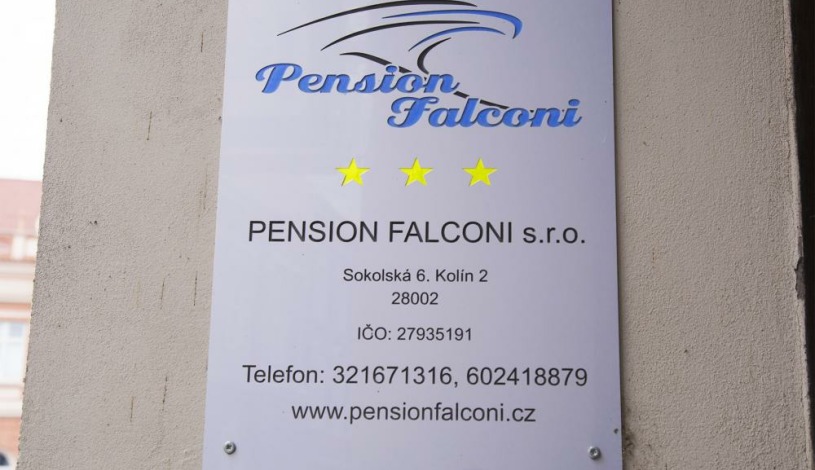 Pension
Falconi
PENSION FALCONI s.r.o.
Sokolská 6. Kolín 2
28002
IČO: 27935191
Telefon: 321671316, 602418879
www.pensionfalconi.cz